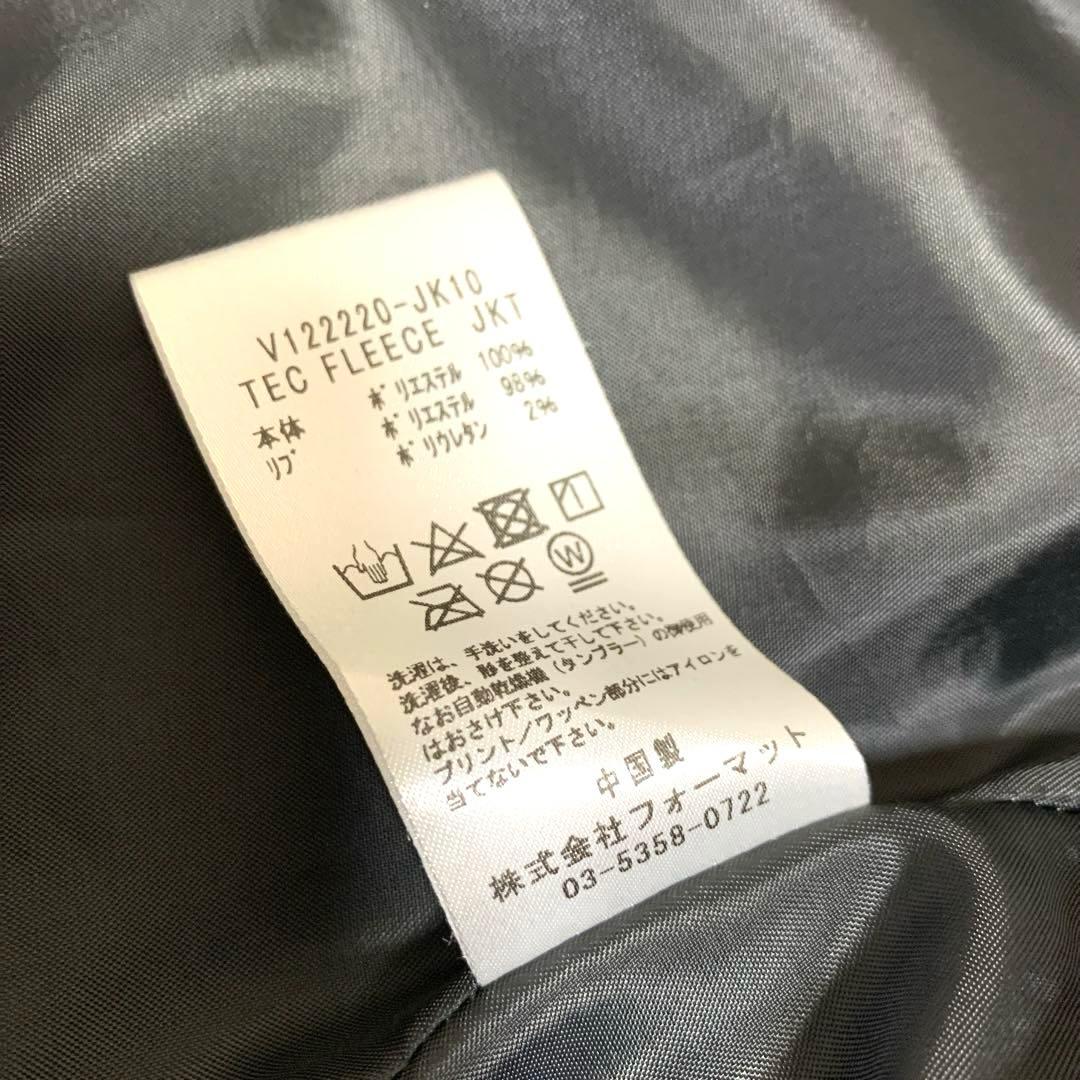 V122220-JK10
TEC FLEECE JKT
本体 ポリエステル 100%
リブ ポリエステル 98%
ポリウレタン 2%
W
洗濯は、手洗いをしてください。
洗濯後、形を整えて干して下さい。
なお自動乾燥機(タンブラー)の御使用
はおさけ下さい。
プリント/ワッペン部分にはアイロンを
当てないで下さい。
中国製
株式会社フォーマット
03-5358-0722